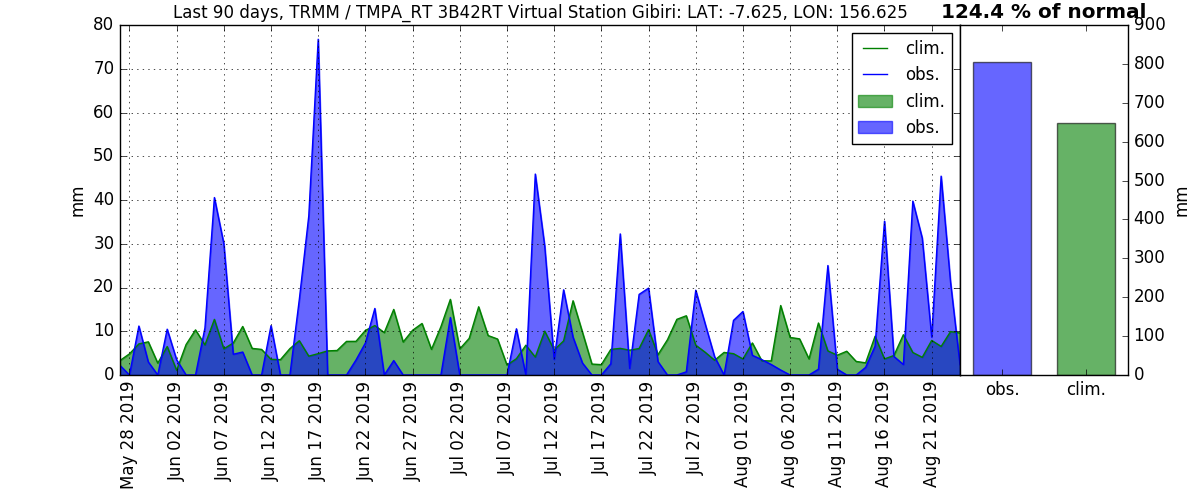 Last 90 days, TRMM / TMPA_RT 3B42RT Virtual Station Gibiri: LAT: -7.625, LON: 156.625
124.4 % of normal
80
70
60
50
40
30
20
10
0
mm
clim.
obs.
clim.
obs.
900
800
700
600
500
400
300
200
100
0
mm
May 28 2019
Jun 02 2019
Jun 07 2019
Jun 12 2019
Jun 17 2019
Jun 22 2019
Jun 27 2019
Jul 02 2019
Jul 07 2019
Jul 12 2019
Jul 17 2019
Jul 22 2019
Jul 27 2019
Aug 01 2019
Aug 06 2019
Aug 11 2019
Aug 16 2019
Aug 21 2019
obs.
clim.